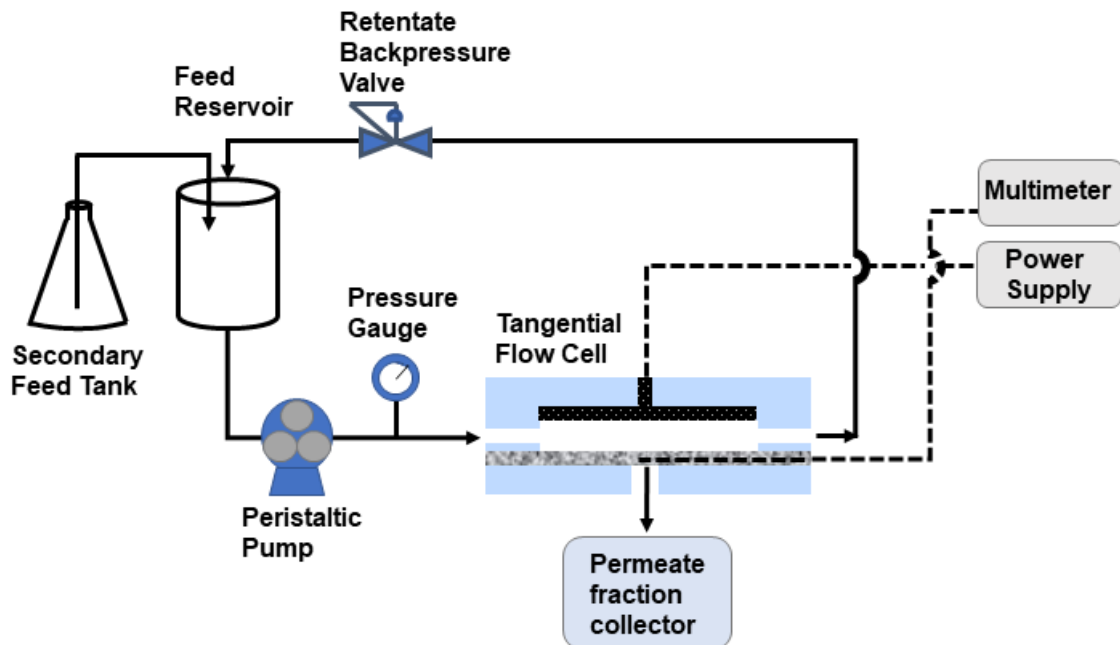 Retentate
Backpressure
Valve
Feed
Reservoir
Multimeter
Power
Supply
Pressure
Gauge
Tangential
Flow Cell
Secondary
Feed Tank
Peristaltic
Pump
Permeate
fraction
collector